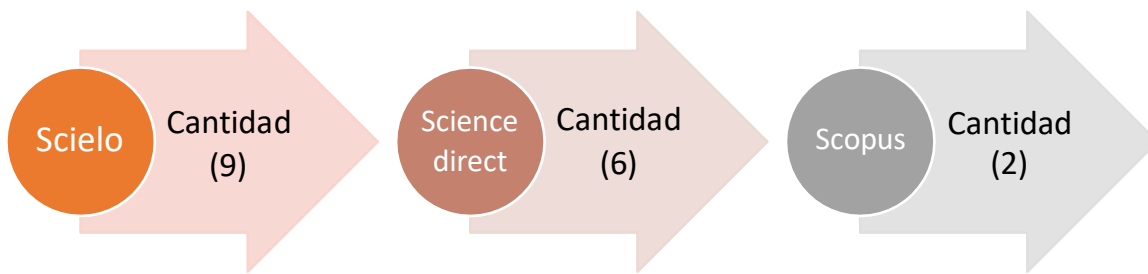 Scielo
Cantidad
(9)
Science
direct
Cantidad
(6)
Scopus
Cantidad
(2)